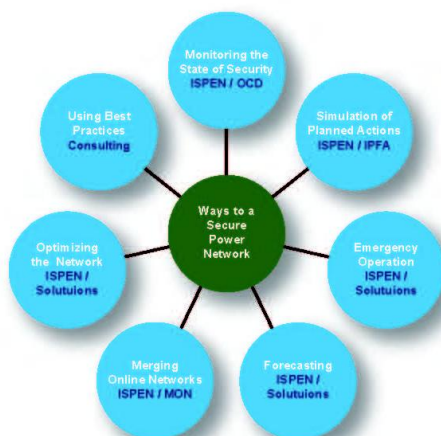 Monitoring the
State of Security
ISPEN / OCD
Simulation of
Planned Actions
ISPEN / IPFA
Emergency
Operation
ISPEN /
Solutuions
Forecasting
ISPEN /
Solutuions
Merging
Online Networks
ISPEN / MON
Optimizing
the Network
ISPEN /
Solutuions
Using Best
Practices
Consulting
Ways to a
Secure
Power
Network